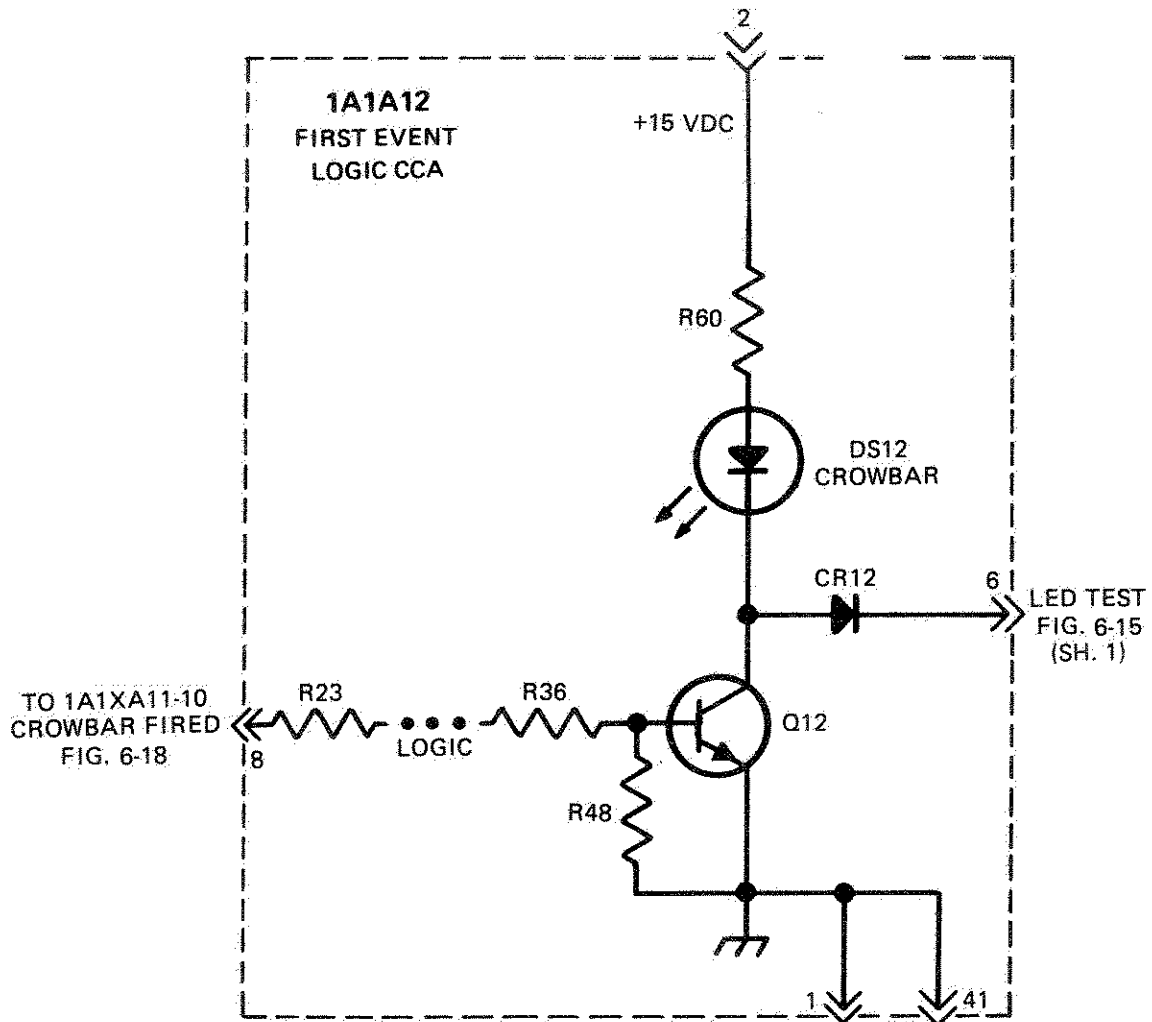 2
1A1A12
FIRST EVENT
LOGIC CCA
+15 VDC
R60
DS12
CROWBAR
CR12
6
LED TEST
FIG. 6-15
(SH. 1)
TO 1A1XA11-10
CROWBAR FIRED
FIG. 6-18
8
R23
LOGIC
R36
Q12
R48
1
41